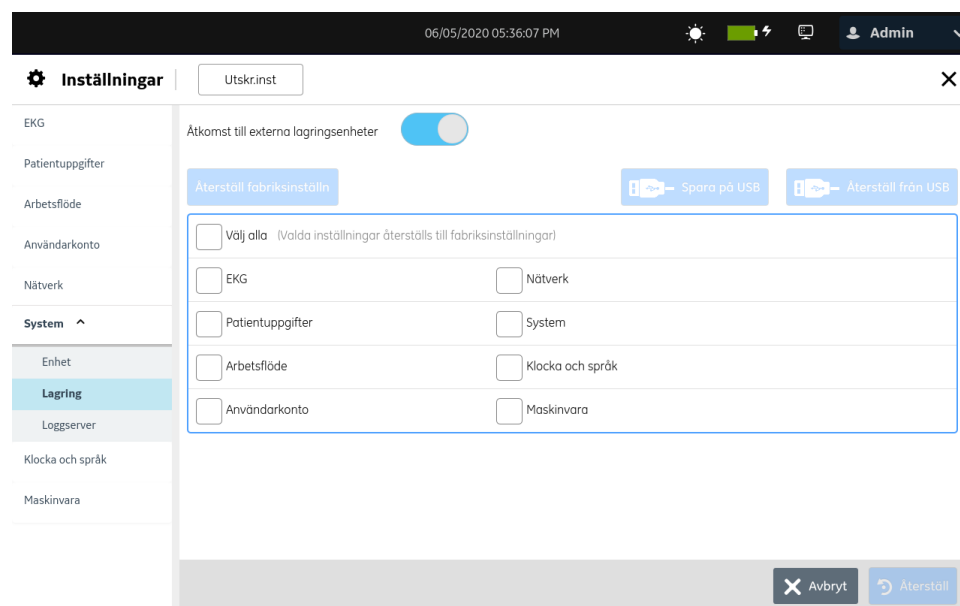 06/05/2020 05:36:07 PM
Admin
Inställningar
Utskr.inst
EKG
Patientuppgifter
Arbetsflöde
Användarkonto
Nätverk
System
Enhet
Lagring
Loggserver
Klocka och språk
Maskinvara
Åtkomst till externa lagringsenheter
Återställ fabriksinställn
Spara på USB
Återställ från USB
Välj alla (Valda inställningar återställs till fabriksinställningar)
EKG
Nätverk
Patientuppgifter
System
Arbetsflöde
Klocka och språk
Användarkonto
Maskinvara
Avbryt
Återställ